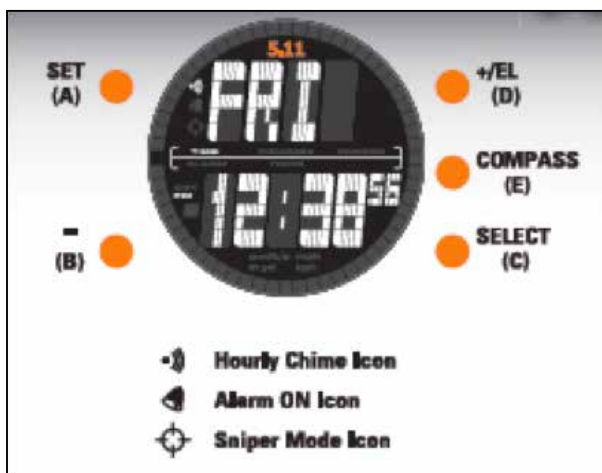 5.11
SET
(A)
+/EL
(D)
FRI
COMPASS
(E)
12:38 56
-
(B)
SELECT
(C)
Hourly Chime Icon
Alarm ON Icon
Sniper Mode Icon